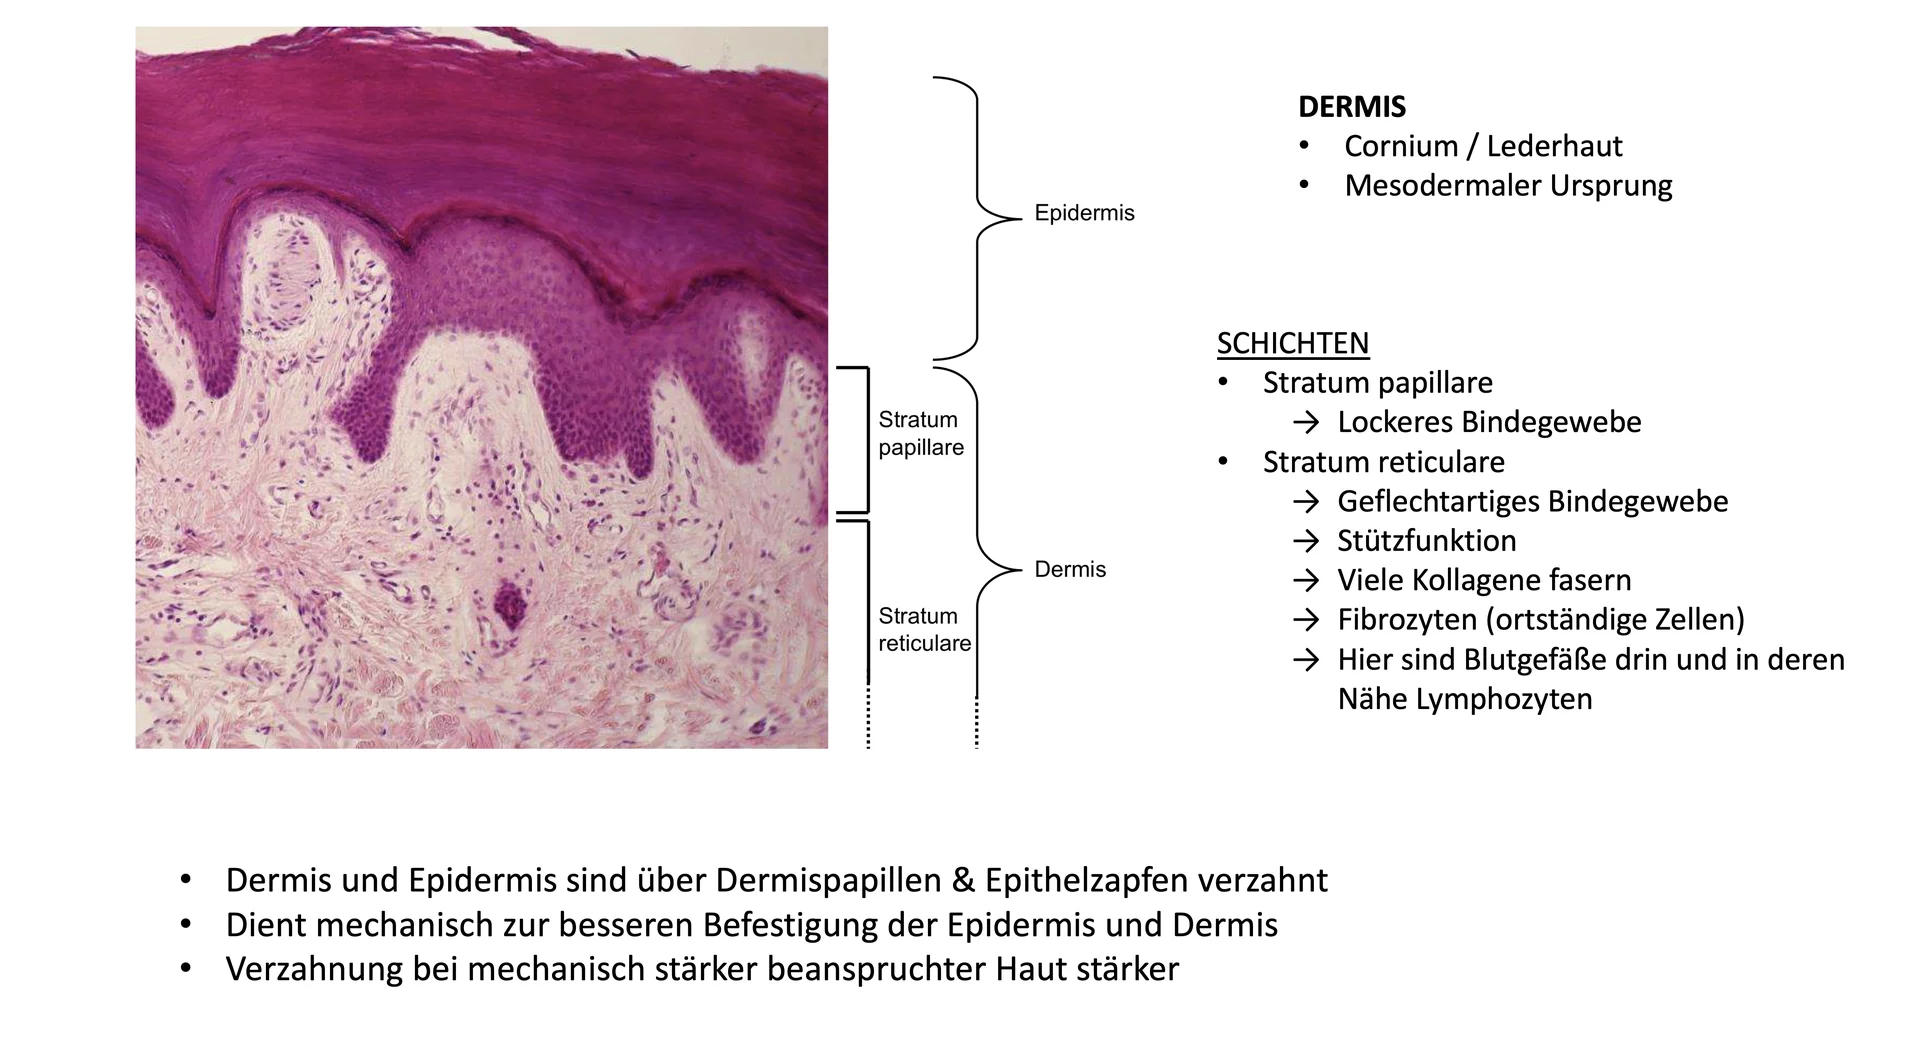 DERMIS
• Cornium / Lederhaut
• Mesodermaler Ursprung
Epidermis
SCHICHTEN
• Stratum papillare
→ Lockeres Bindegewebe
• Stratum reticulare
→ Geflechtartiges Bindegewebe
→ Stützfunktion
→ Viele Kollagene fasern
→ Fibrozyten (ortständige Zellen)
→ Hier sind Blutgefäße drin und in deren
Nähe Lymphozyten
Stratum
papillare
Dermis
Stratum
reticulare
• Dermis und Epidermis sind über Dermispapillen & Epithelzapfen verzahnt
• Dient mechanisch zur besseren Befestigung der Epidermis und Dermis
• Verzahnung bei mechanisch stärker beanspruchter Haut stärker